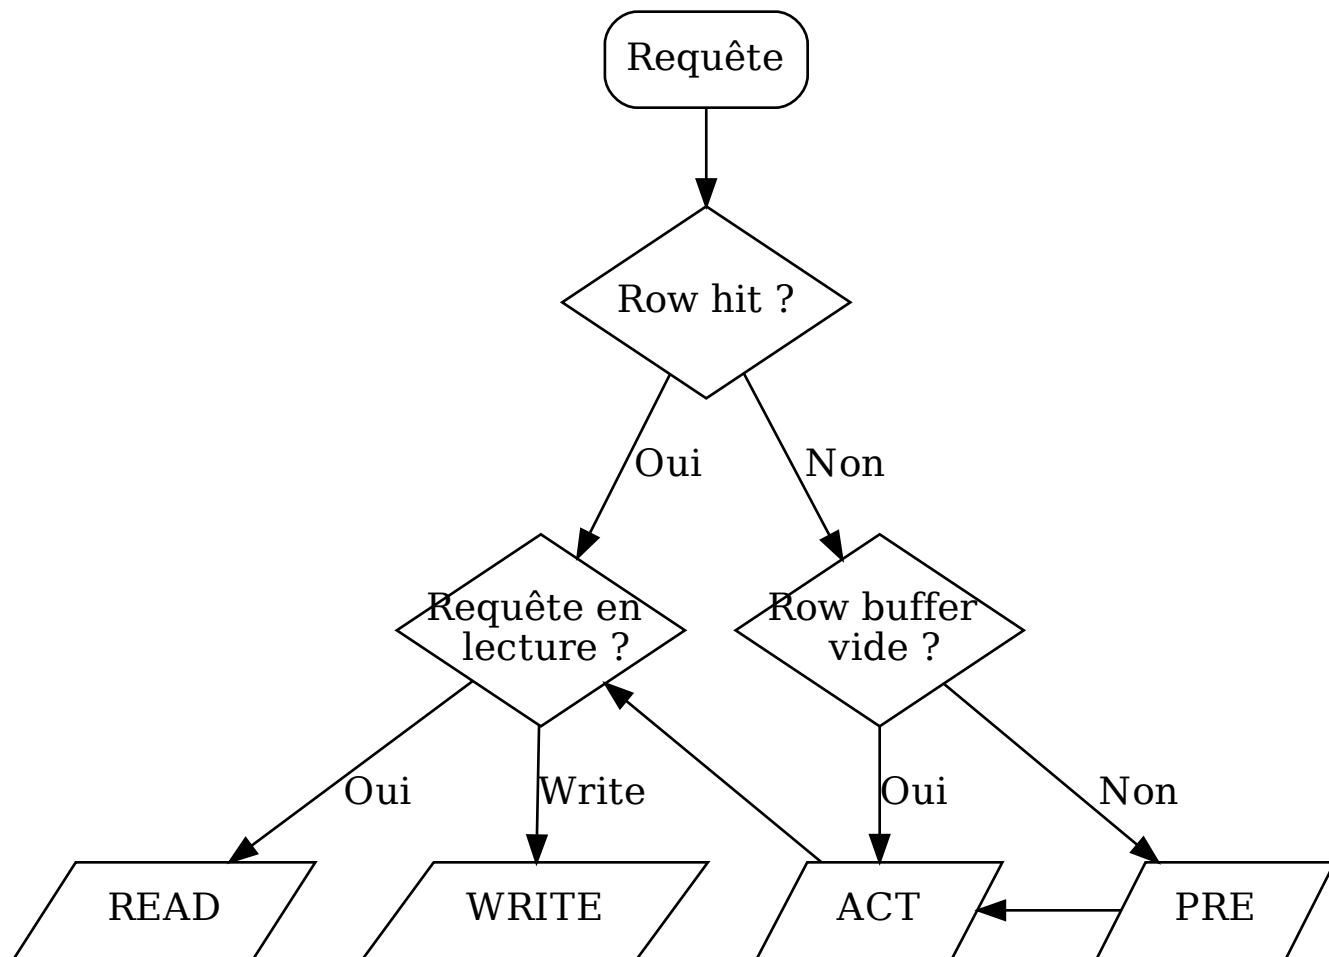 Requête
Row hit ?
Oui
Non
Requête en
lecture ?
Row buffer
vide ?
Oui
Write
Oui
Non
READ
WRITE
ACT
PRE